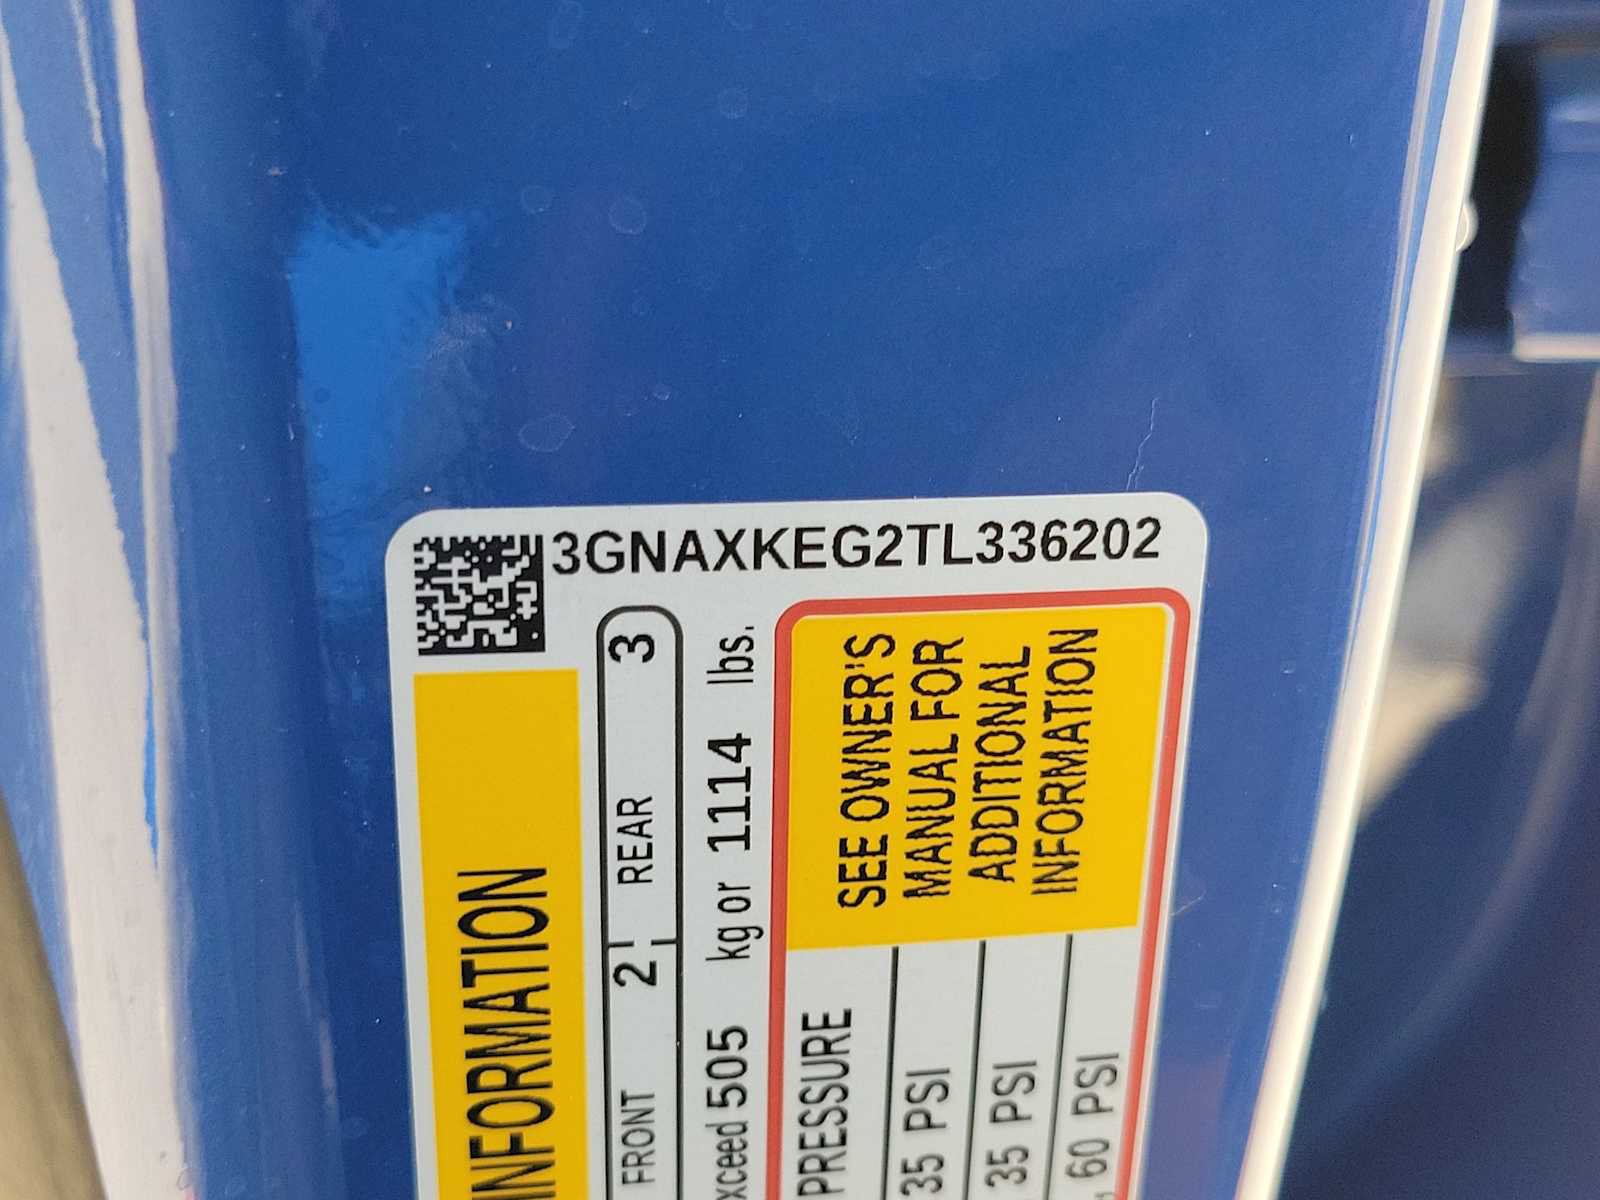 3GNAXKEG2TL336202
INFORMATION
FRONT 2 REAR 3
505 kg or 1114 lbs.
PRESSURE
35 PSI
35 PSI
60 PSI
SEE OWNER'S
MANUAL FOR
ADDITIONAL
INFORMATION